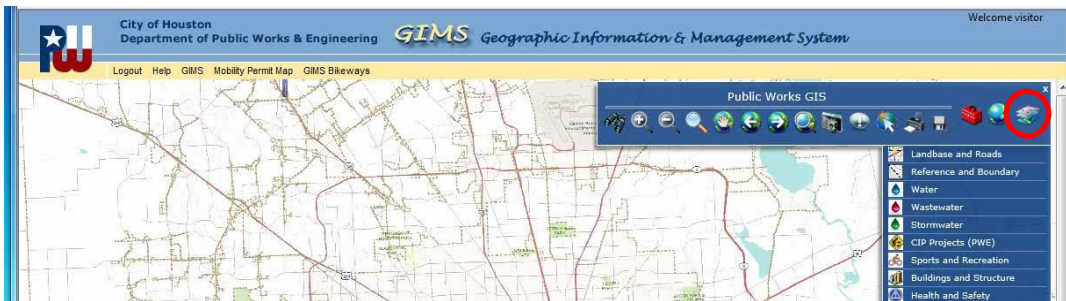 Welcome visitor
City of Houston
Department of Public Works & Engineering
GIMS Geographic Information & Management System
PW
Logout Help GIMS Mobility Permit Map GIMS Bikeways
Public Works GIS
x
Landbase and Roads
Reference and Boundary
Water
Wastewater
Stormwater
CIP Projects (PWE)
Sports and Recreation
Buildings and Structure
Health and Safety